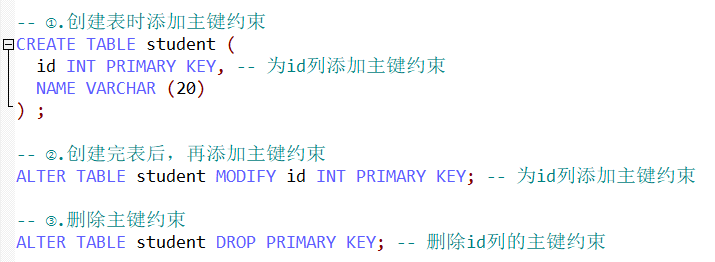 -- ①.创建表时添加主键约束
CREATE TABLE student (
  id INT PRIMARY KEY, -- 为id列添加主键约束
  NAME VARCHAR (20)
) ;
-- ②.创建完表后，再添加主键约束
ALTER TABLE student MODIFY id INT PRIMARY KEY; -- 为id列添加主键约束
-- ③.删除主键约束
ALTER TABLE student DROP PRIMARY KEY; -- 删除id列的主键约束